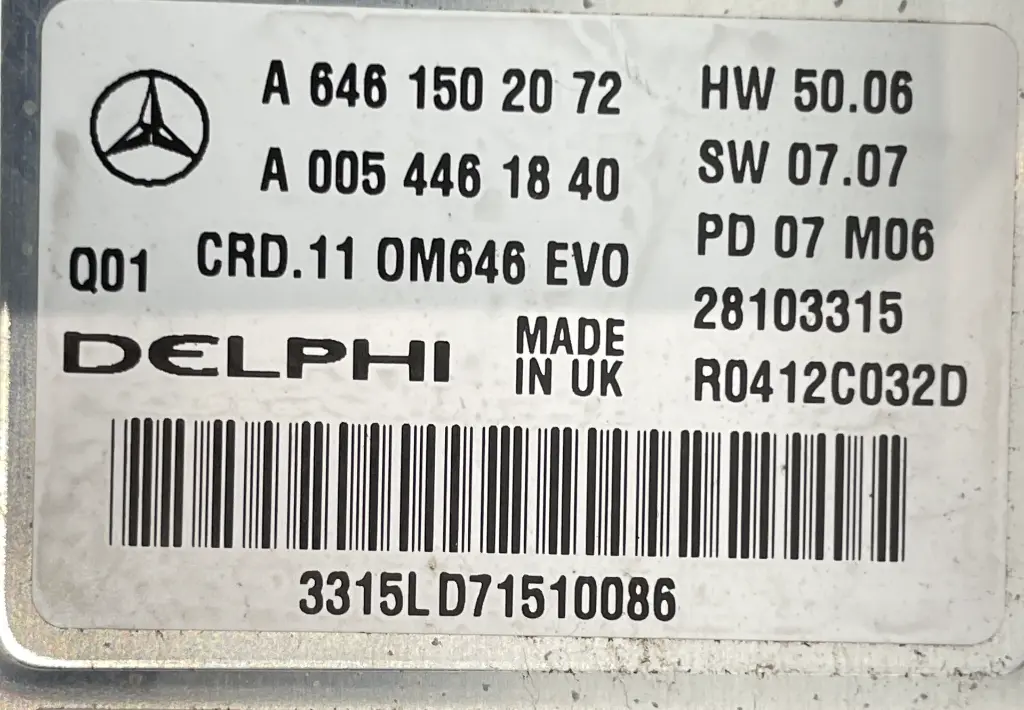 A 646 150 20 72
A 005 446 18 40
Q01 CRD.11 OM646 EVO
DELPHI
MADE
IN UK
HW 50.06
SW 07.07
PD 07 M06
28103315
R0412C032D
3315LD71510086